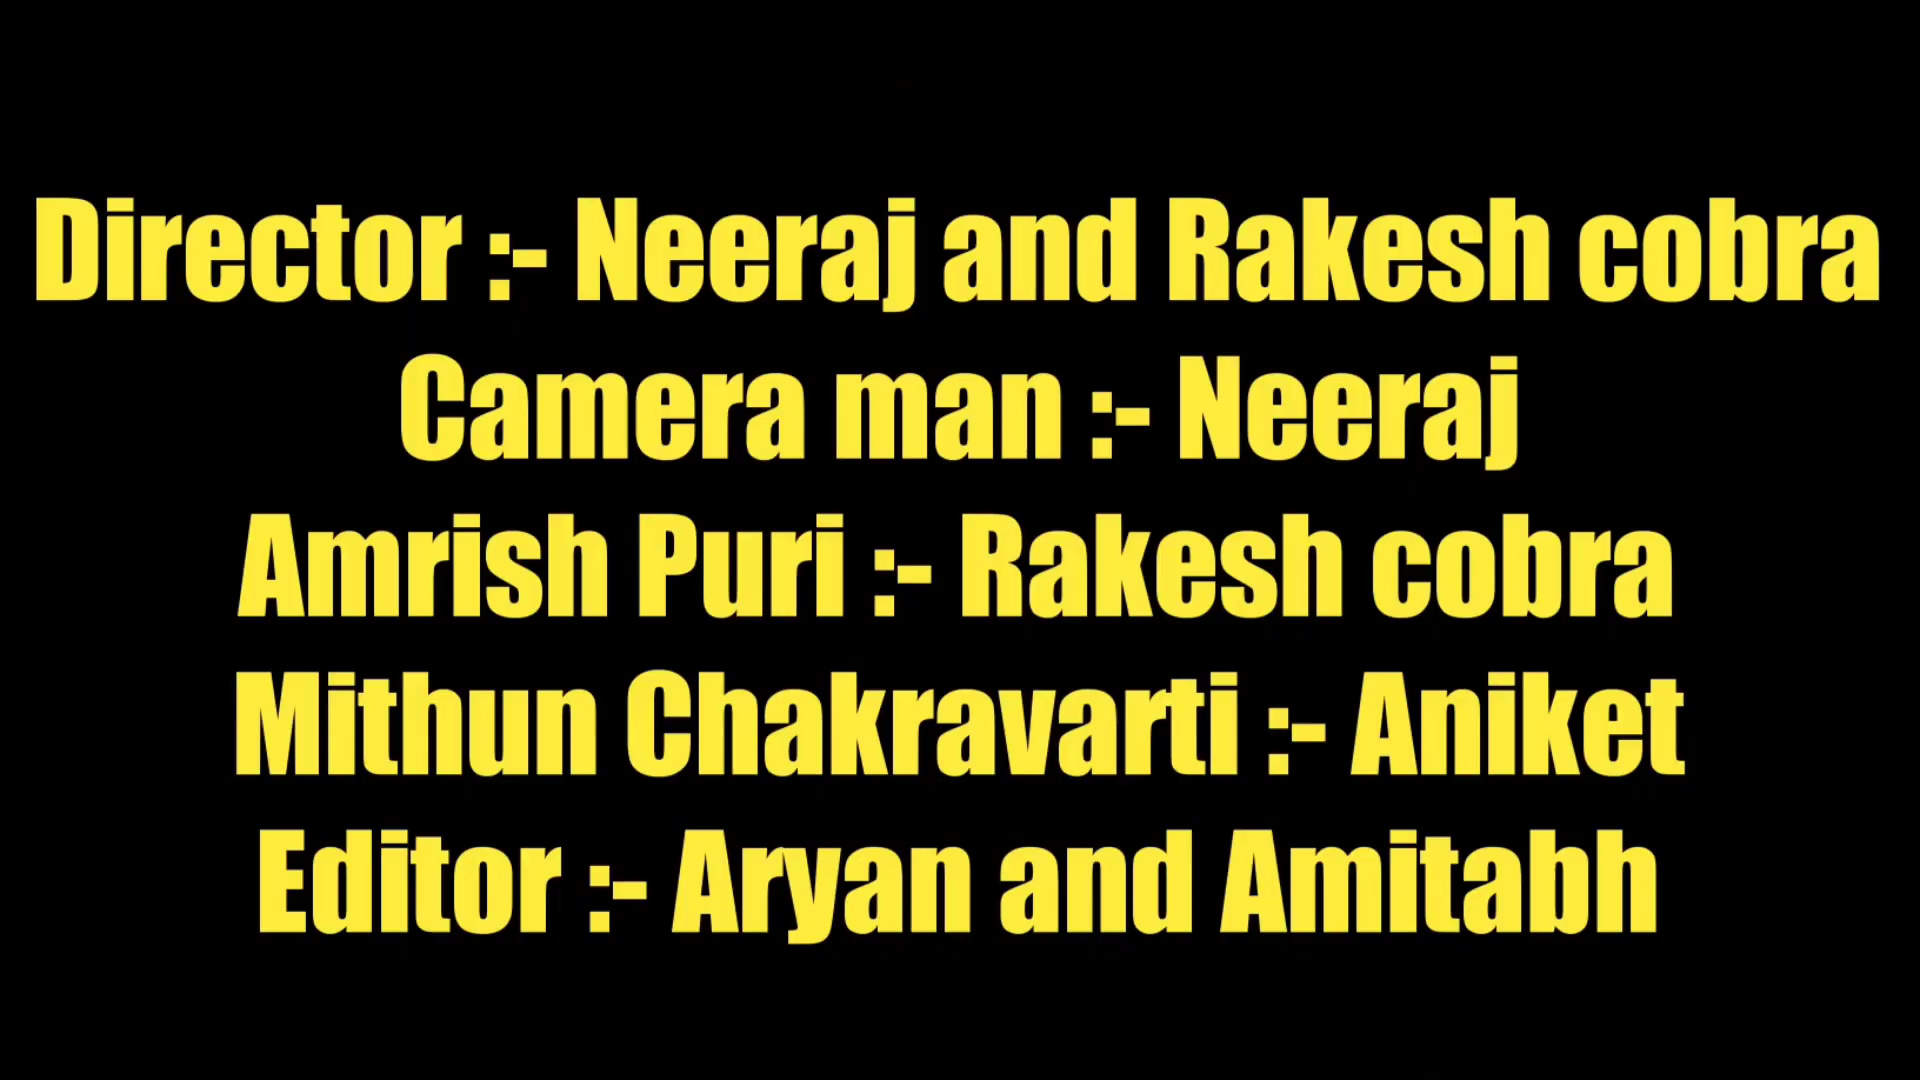 Director :- Neeraj and Rakesh cobra
Camera man :- Neeraj
Amrish Puri :- Rakesh cobra
Mithun Chakravarti :- Aniket
Editor :- Aryan and Amitabh